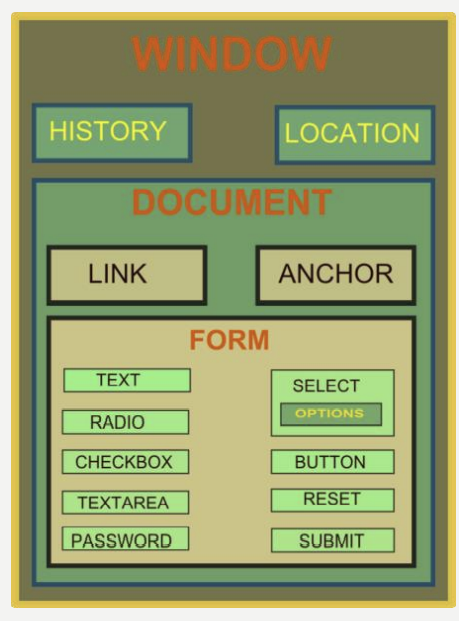 WINDOW
HISTORY
LOCATION
DOCUMENT
LINK
ANCHOR
FORM
TEXT
RADIO
CHECKBOX
TEXTAREA
PASSWORD
SELECT
OPTIONS
BUTTON
RESET
SUBMIT